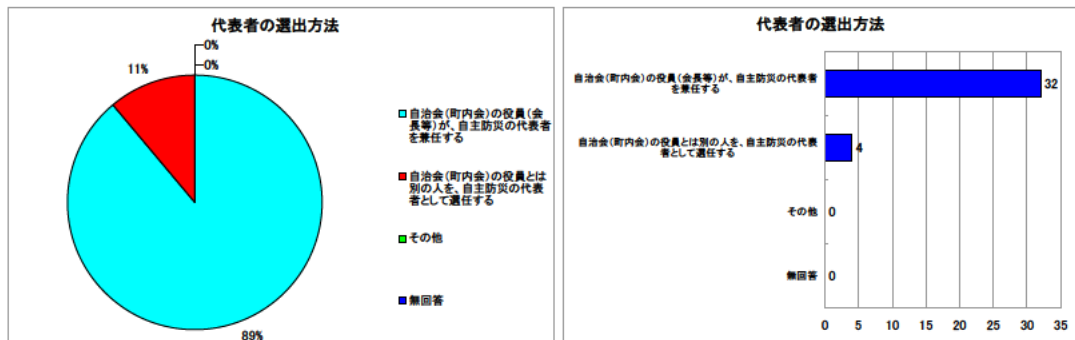 代表者の選出方法
0%
0%
11%
89%
自治会(町内会)の役員(会
長等)が、自主防災の代表者
を兼任する
自治会(町内会)の役員とは
別の人を、自主防災の代表
者として選任する
その他
無回答
代表者の選出方法
自治会(町内会)の役員(会長等)が、自主防災の代表者
を兼任する
32
自治会(町内会)の役員とは別の人を、自主防災の代表
者として選任する
4
その他
0
無回答
0
0 5 10 15 20 25 30 35